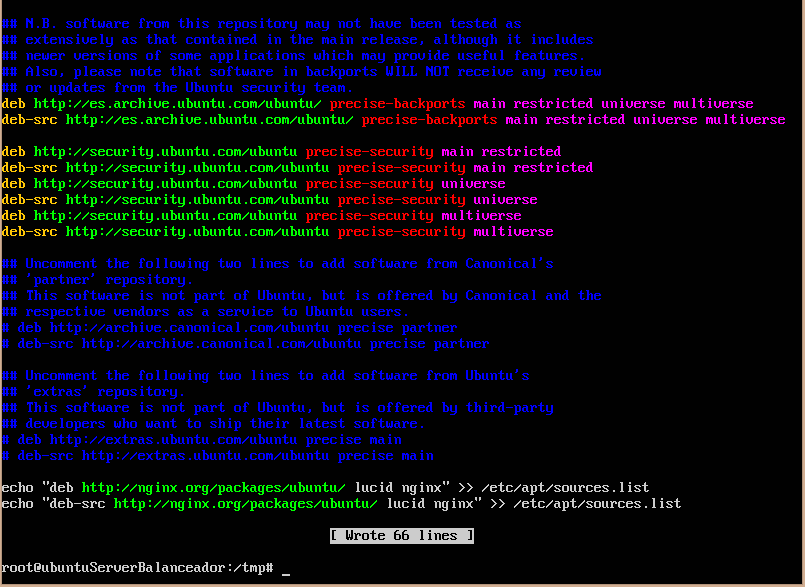 ## N.B. software from this repository may not have been tested as
## extensively as that contained in the main release, although it includes
## newer versions of some applications which may provide useful features.
## Also, please note that software in backports WILL NOT receive any review
## or updates from the Ubuntu security team.
deb http://es.archive.ubuntu.com/ubuntu/ precise-backports main restricted universe multiverse
deb-src http://es.archive.ubuntu.com/ubuntu/ precise-backports main restricted universe multiverse
deb http://security.ubuntu.com/ubuntu precise-security main restricted
deb-src http://security.ubuntu.com/ubuntu precise-security main restricted
deb http://security.ubuntu.com/ubuntu precise-security universe
deb-src http://security.ubuntu.com/ubuntu precise-security universe
deb http://security.ubuntu.com/ubuntu precise-security multiverse
deb-src http://security.ubuntu.com/ubuntu precise-security multiverse
## Uncomment the following two lines to add software from Canonical's
## 'partner' repository.
## This software is not part of Ubuntu, but is offered by Canonical and the
## respective vendors as a service to Ubuntu users.
# deb http://archive.canonical.com/ubuntu precise partner
# deb-src http://archive.canonical.com/ubuntu precise partner
## Uncomment the following two lines to add software from Ubuntu's
## 'extras' repository.
## This software is not part of Ubuntu, but is offered by third-party
## developers who want to ship their latest software.
# deb http://extras.ubuntu.com/ubuntu precise main
# deb-src http://extras.ubuntu.com/ubuntu precise main
echo "deb http://nginx.org/packages/ubuntu/ lucid nginx" >> /etc/apt/sources.list
echo "deb-src http://nginx.org/packages/ubuntu/ lucid nginx" >> /etc/apt/sources.list
[ Wrote 66 lines ]
root@ubuntuServerBalanceador:/tmp# _